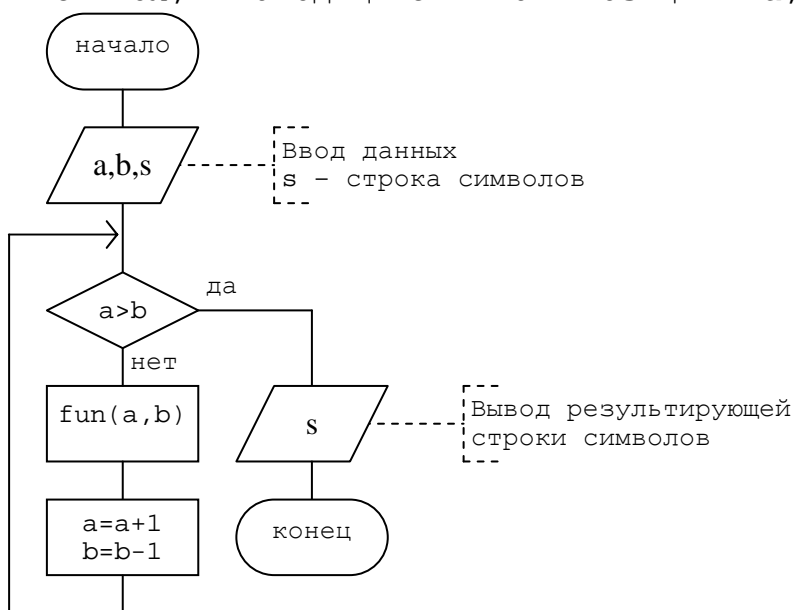 начало
a,b,s
Ввод данных
s – строка символов
a>b
да
нет
fun(a,b)
s
Вывод результирующей
строки символов
a=a+1
b=b-1
конец